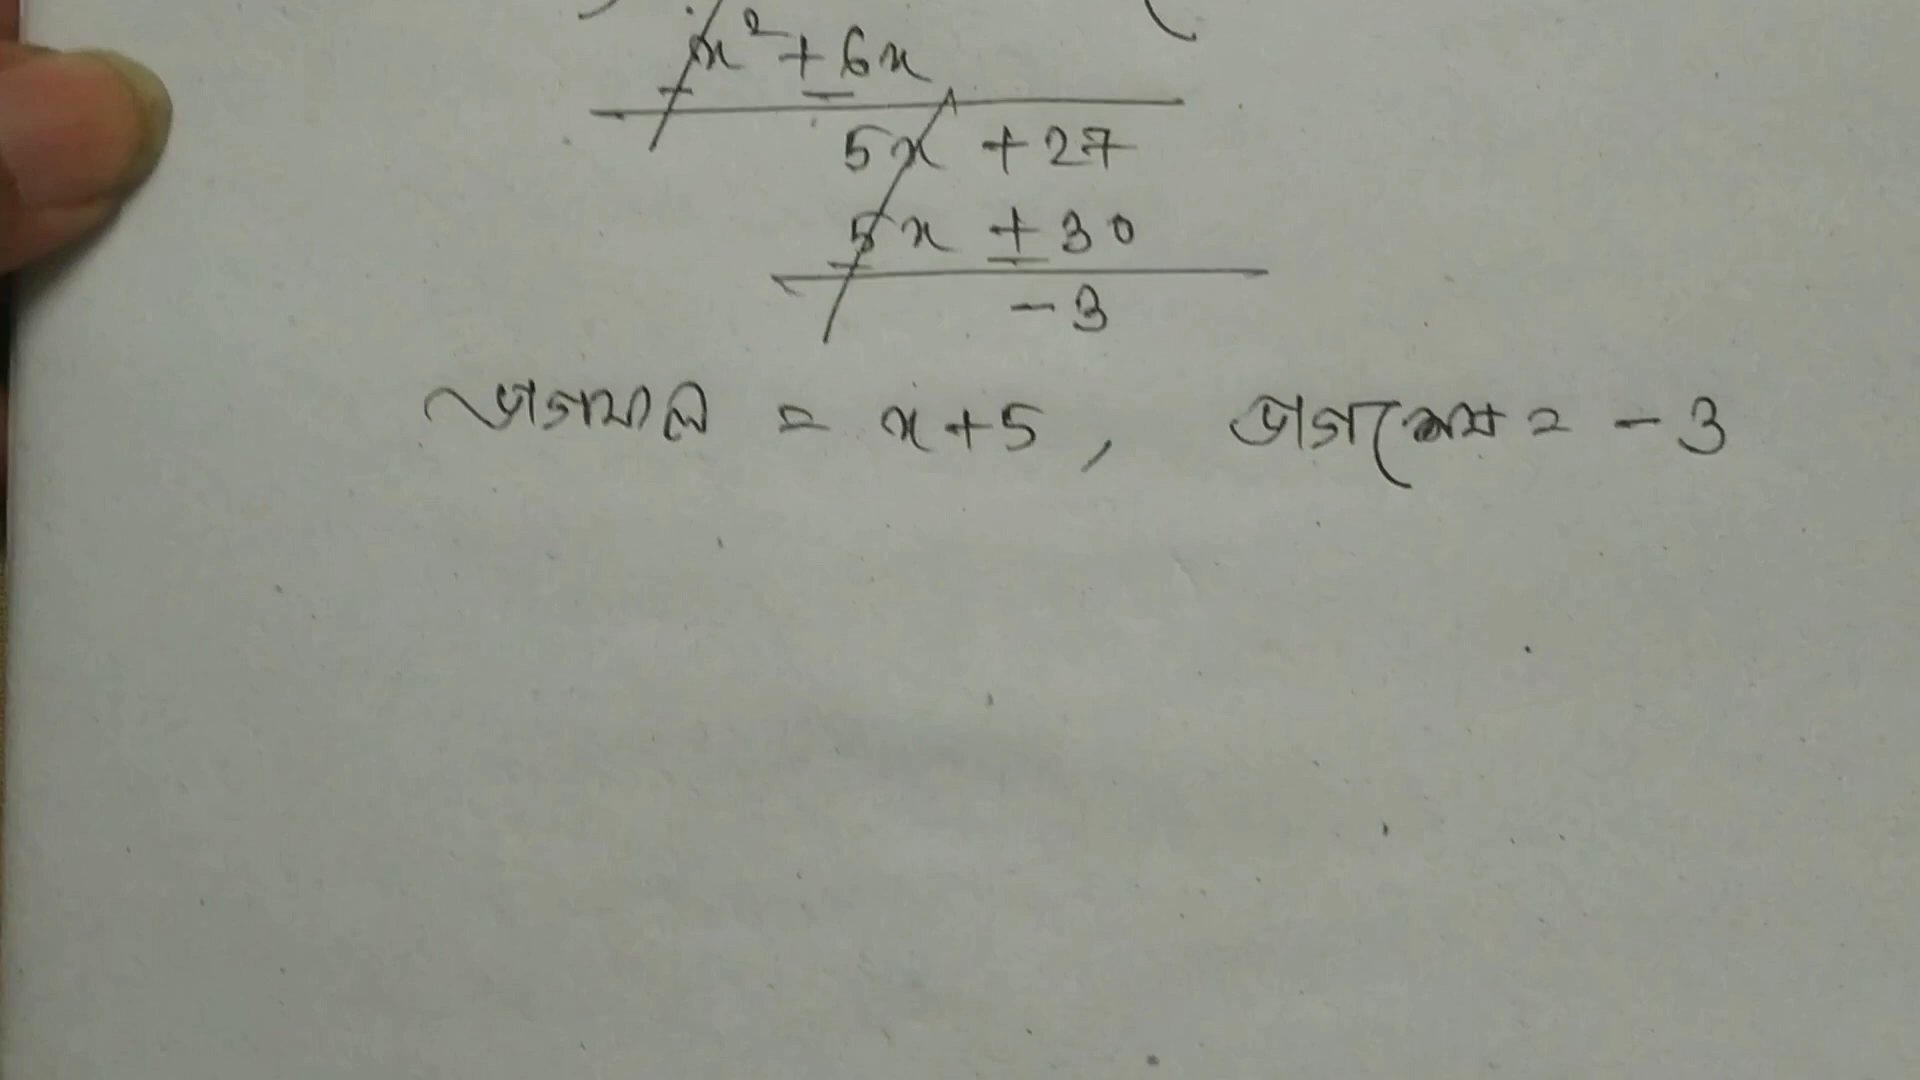 x² + 6x
5x + 27
5x + 30
- 3
ভাগফল = x+5, ভাগশেষ = - 3